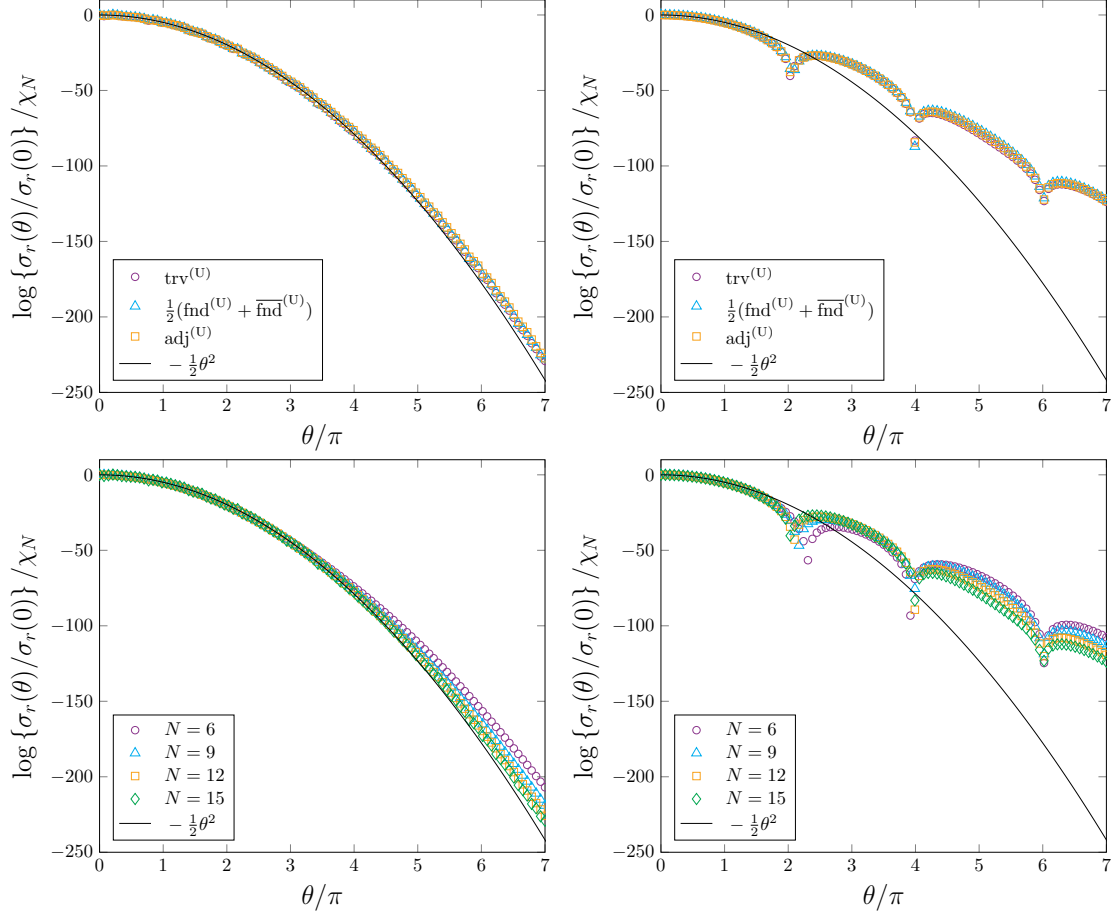 log {σ_r(θ)/σ_r(0)} /χ_N
0
−50
−100
−150
−200
−250
trv^(U)
½(fnd^(U) + \overline{fnd}^(U))
adj^(U)
− ½θ²
0 1 2 3 4 5 6 7
θ/π
log {σ_r(θ)/σ_r(0)} /χ_N
0
−50
−100
−150
−200
−250
trv^(U)
½(fnd^(U) + \overline{fnd}^(U))
adj^(U)
− ½θ²
0 1 2 3 4 5 6 7
θ/π
log {σ_r(θ)/σ_r(0)} /χ_N
0
−50
−100
−150
−200
−250
N = 6
N = 9
N = 12
N = 15
− ½θ²
0 1 2 3 4 5 6 7
θ/π
log {σ_r(θ)/σ_r(0)} /χ_N
0
−50
−100
−150
−200
−250
N = 6
N = 9
N = 12
N = 15
− ½θ²
0 1 2 3 4 5 6 7
θ/π